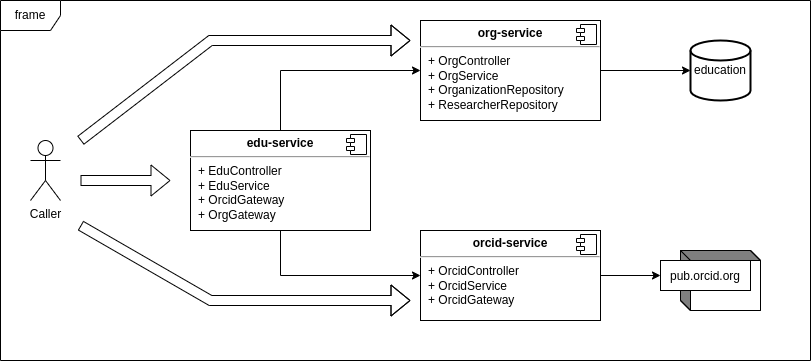 frame
org-service
+ OrgController
+ OrgService
+ OrganizationRepository
+ ResearcherRepository
education
edu-service
+ EduController
+ EduService
+ OrcidGateway
+ OrgGateway
Caller
orcid-service
+ OrcidController
+ OrcidService
+ OrcidGateway
pub.orcid.org